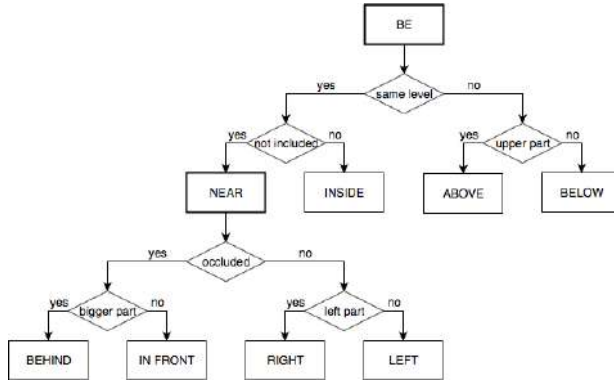 BE
yes
same level
no
yes
not included
no
yes
upper part
no
NEAR
INSIDE
ABOVE
BELOW
yes
occluded
no
yes
bigger part
no
yes
left part
no
BEHIND
IN FRONT
RIGHT
LEFT